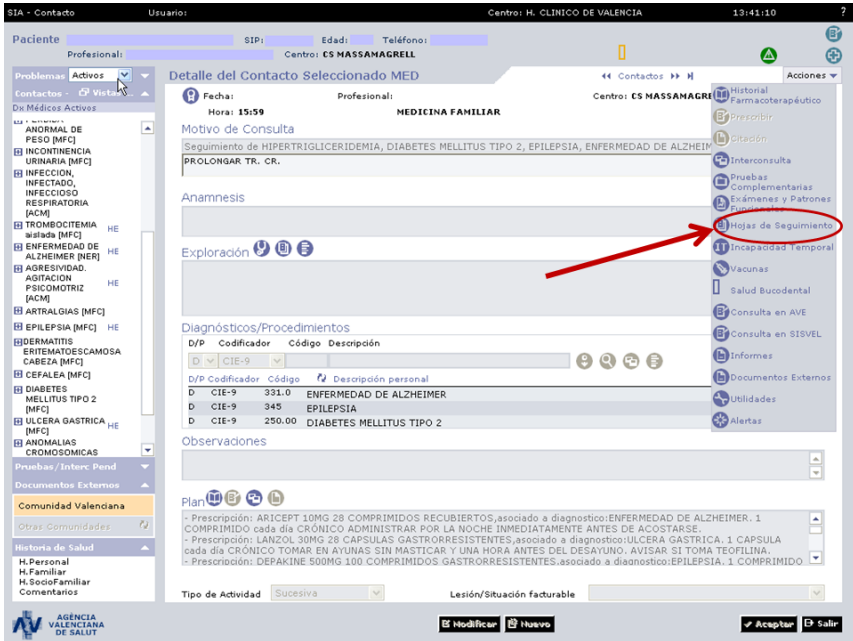 SIA - Contacto Usuario: Centro: H. CLINICO DE VALENCIA 13:41:10 ?
Paciente SIP: Edad: Teléfono:
Profesional: Centro: CS MASSAMAGRELL
Problemas Activos
Contactos - Vistas...
Dx Médicos Activos
ANORMAL DE
PESO [MFC]
INCONTINENCIA
URINARIA [MFC]
INFECCION,
INFECTADO,
INFECCIOSO
RESPIRATORIA
[ACM]
TROMBOCITEMIA HE
aislada [MFC]
ENFERMEDAD DE HE
ALZHEIMER [NER]
AGRESIVIDAD.
AGITACION HE
PSICOMOTRIZ
[ACM]
ARTRALGIAS [MFC]
EPILEPSIA [MFC] HE
DERMATITIS
ERITEMATOESCAMOSA
CABEZA [MFC]
CEFALEA [MFC]
DIABETES
MELLITUS TIPO 2
[MFC]
ULCERA GASTRICA HE
[MFC]
ANOMALIAS
CROMOSOMICAS
Pruebas/Interc Pend
Documentos Externos
Comunidad Valenciana
Otras Comunidades
Historia de Salud
H.Personal
H.Familiar
H.SocioFamiliar
Comentarios
Detalle del Contacto Seleccionado MED Contactos Acciones
Fecha: Profesional: Centro: CS MASSAMAGRE
Hora: 15:59 MEDICINA FAMILIAR
Motivo de Consulta
Seguimiento de HIPERTRIGLICERIDEMIA, DIABETES MELLITUS TIPO 2, EPILEPSIA, ENFERMEDAD DE ALZHEIM
PROLONGAR TR. CR.
Anamnesis
Exploración
Diagnósticos/Procedimientos
D/P Codificador Código Descripción
D CIE-9
D/P Codificador Código Descripción personal
D CIE-9 331.0 ENFERMEDAD DE ALZHEIMER
D CIE-9 345 EPILEPSIA
D CIE-9 250.00 DIABETES MELLITUS TIPO 2
Observaciones
Plan
- Prescripción: ARICEPT 10MG 28 COMPRIMIDOS RECUBIERTOS,asociado a diagnostico:ENFERMEDAD DE ALZHEIMER. 1
COMPRIMIDO cada día CRÓNICO ADMINISTRAR POR LA NOCHE INMEDIATAMENTE ANTES DE ACOSTARSE.
- Prescripción: LANZOL 30MG 28 CAPSULAS GASTRORRESISTENTES,asociado a diagnostico:ULCERA GASTRICA. 1 CAPSULA
cada día CRÓNICO TOMAR EN AYUNAS SIN MASTICAR Y UNA HORA ANTES DEL DESAYUNO. AVISAR SI TOMA TEOFILINA.
- Prescripción: DEPAKINE 500MG 100 COMPRIMIDOS GASTRORRESISTENTES,asociado a diagnostico:EPILEPSIA. 1 COMPRIMIDO
Tipo de Actividad Sucesiva Lesión/Situación facturable
Historial
Farmacoterapéutico
Prescribir
Citación
Interconsulta
Pruebas
Complementarias
Exámenes y Patrones
Funcionales
Hojas de Seguimiento
Incapacidad Temporal
Vacunas
Salud Bucodental
Consulta en AVE
Consulta en SISVEL
Informes
Documentos Externos
Utilidades
Alertas
AGÈNCIA
VALENCIANA
DE SALUT
Modificar Nuevo Aceptar Salir